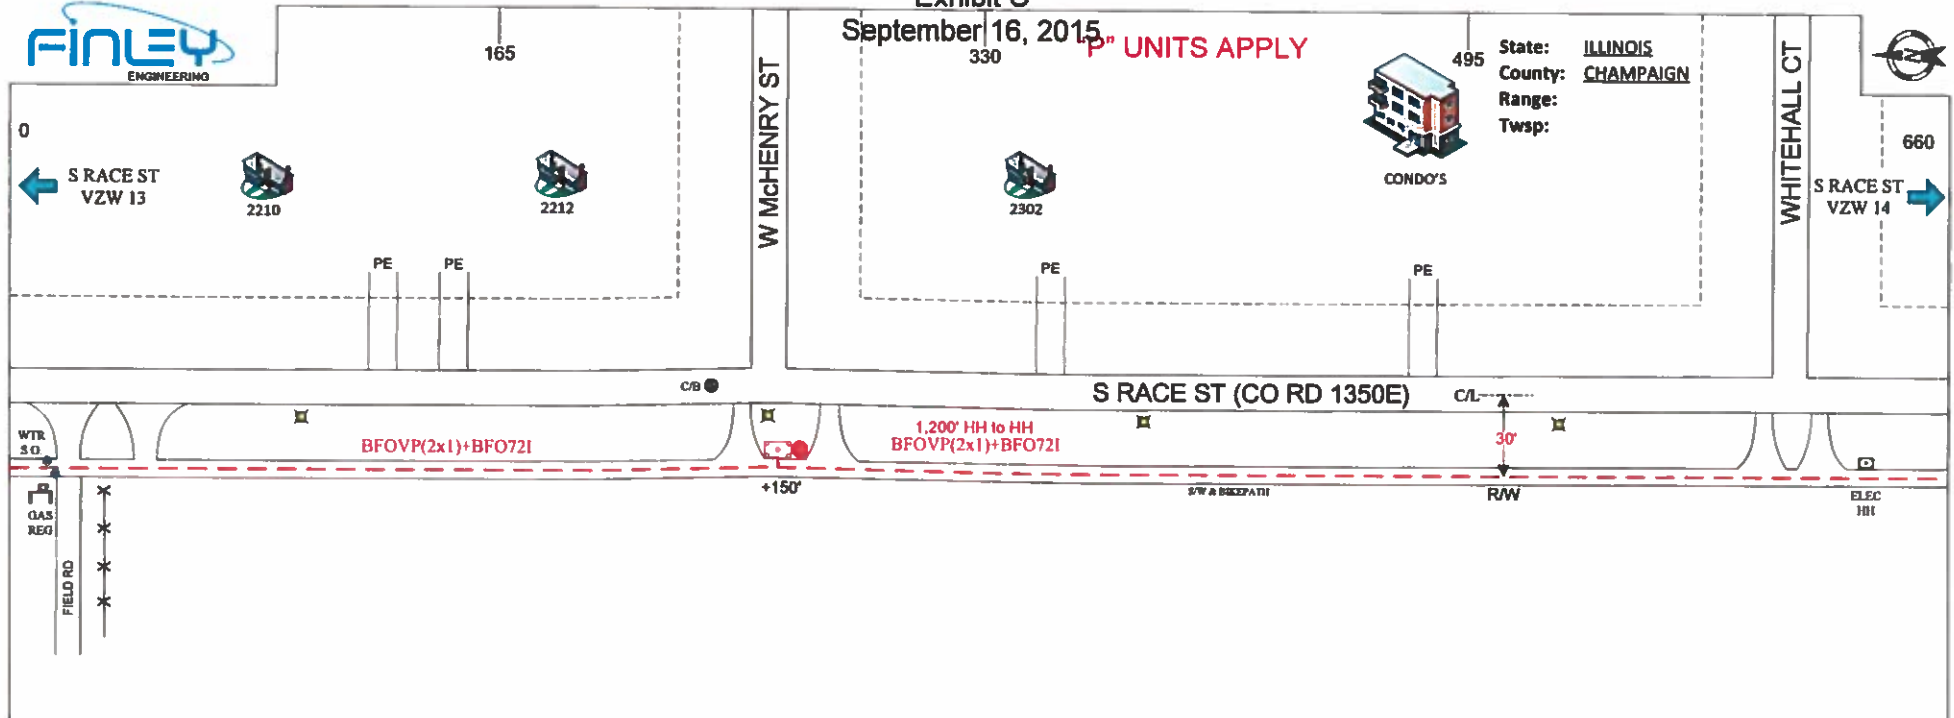 Exhibit C
September 16, 2015
"P" UNITS APPLY
FINLEY
ENGINEERING
165
330
495
State: ILLINOIS
County: CHAMPAIGN
Range:
Twsp:
0
660
S RACE ST
VZW 13
2210
2212
W McHENRY ST
2302
CONDO'S
WHITEHALL CT
S RACE ST
VZW 14
N
PE
PE
PE
PE
C/B
S RACE ST (CO RD 1350E)
C/L
WTR
S.O.
BFOVP(2x1)+BFO72I
1,200' HH to HH
BFOVP(2x1)+BFO72I
30'
+150'
S/W & BIKEPATH
R/W
GAS
REG
ELEC
HH
FIELD RD